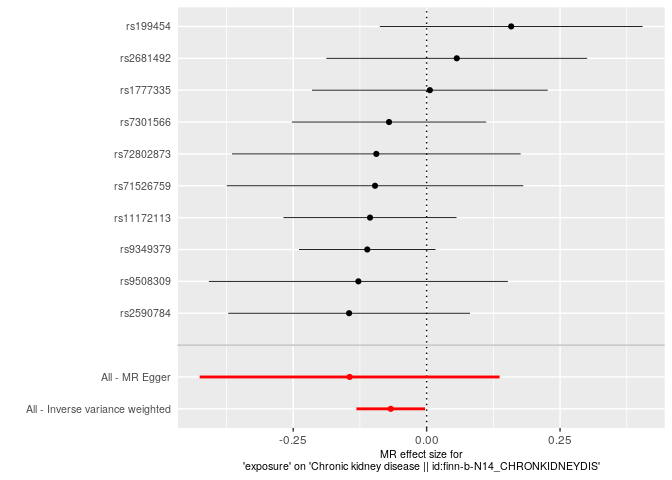 rs199454
rs2681492
rs1777335
rs7301566
rs72802873
rs71526759
rs11172113
rs9349379
rs9508309
rs2590784
All - MR Egger
All - Inverse variance weighted
-0.25 0.00 0.25
MR effect size for
'exposure' on 'Chronic kidney disease || id:finn-b-N14_CHRONKIDNEYDIS'